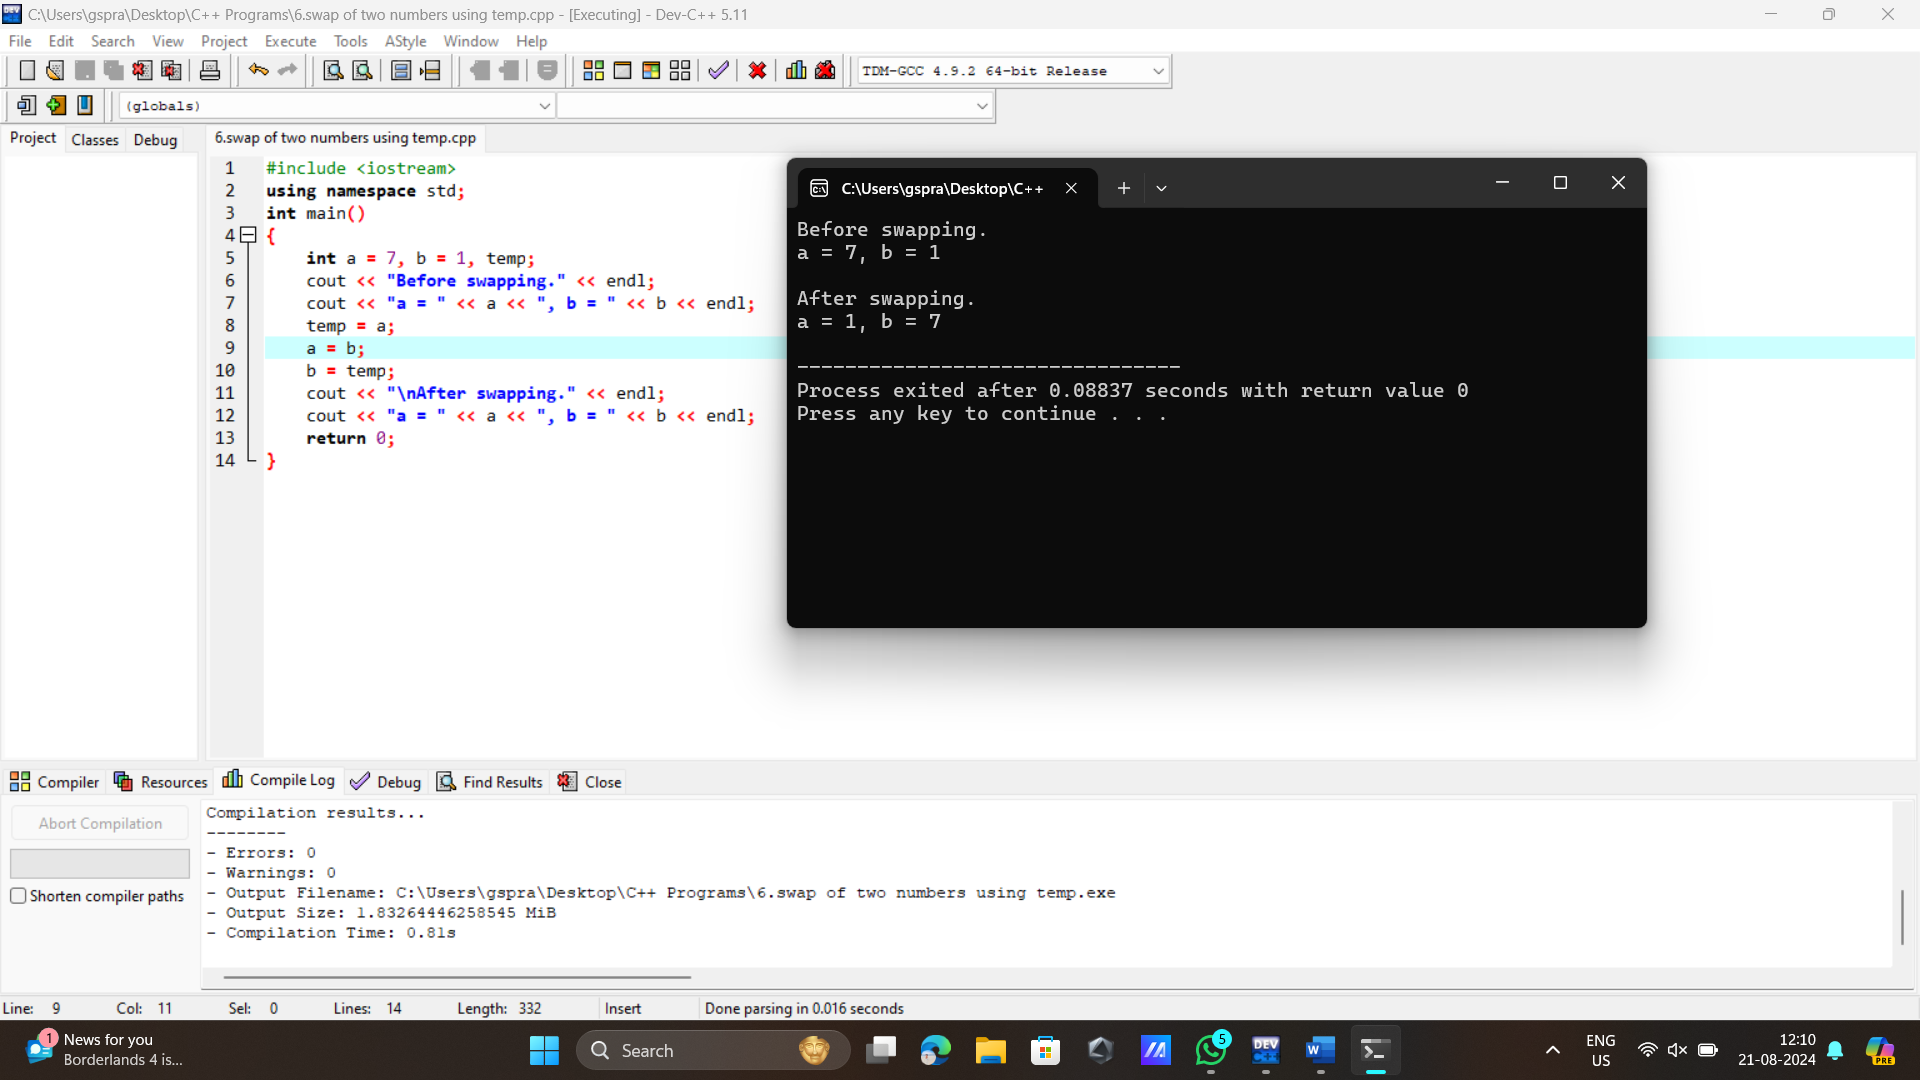 C:\Users\gspra\Desktop\C++ Programs\6.swap of two numbers using temp.cpp - [Executing] - Dev-C++ 5.11
File Edit Search View Project Execute Tools AStyle Window Help
TDM-GCC 4.9.2 64-bit Release
(globals)
Project Classes Debug
6.swap of two numbers using temp.cpp
1 #include <iostream>
2 using namespace std;
3 int main()
4 {
5 int a = 7, b = 1, temp;
6 cout << "Before swapping." << endl;
7 cout << "a = " << a << ", b = " << b << endl;
8 temp = a;
9 a = b;
10 b = temp;
11 cout << "\nAfter swapping." << endl;
12 cout << "a = " << a << ", b = " << b << endl;
13 return 0;
14 }
C:\Users\gspra\Desktop\C++
Before swapping.
a = 7, b = 1
After swapping.
a = 1, b = 7
--------------------------------
Process exited after 0.08837 seconds with return value 0
Press any key to continue . . .
Compiler Resources Compile Log Debug Find Results Close
Abort Compilation
Shorten compiler paths
Compilation results...
--------
- Errors: 0
- Warnings: 0
- Output Filename: C:\Users\gspra\Desktop\C++ Programs\6.swap of two numbers using temp.exe
- Output Size: 1.83264446258545 MiB
- Compilation Time: 0.81s
Line: 9 Col: 11 Sel: 0 Lines: 14 Length: 332 Insert Done parsing in 0.016 seconds
1
News for you
Borderlands 4 is...
Search
5
DEV
C++
W
ENG
US
12:10
21-08-2024
PRE